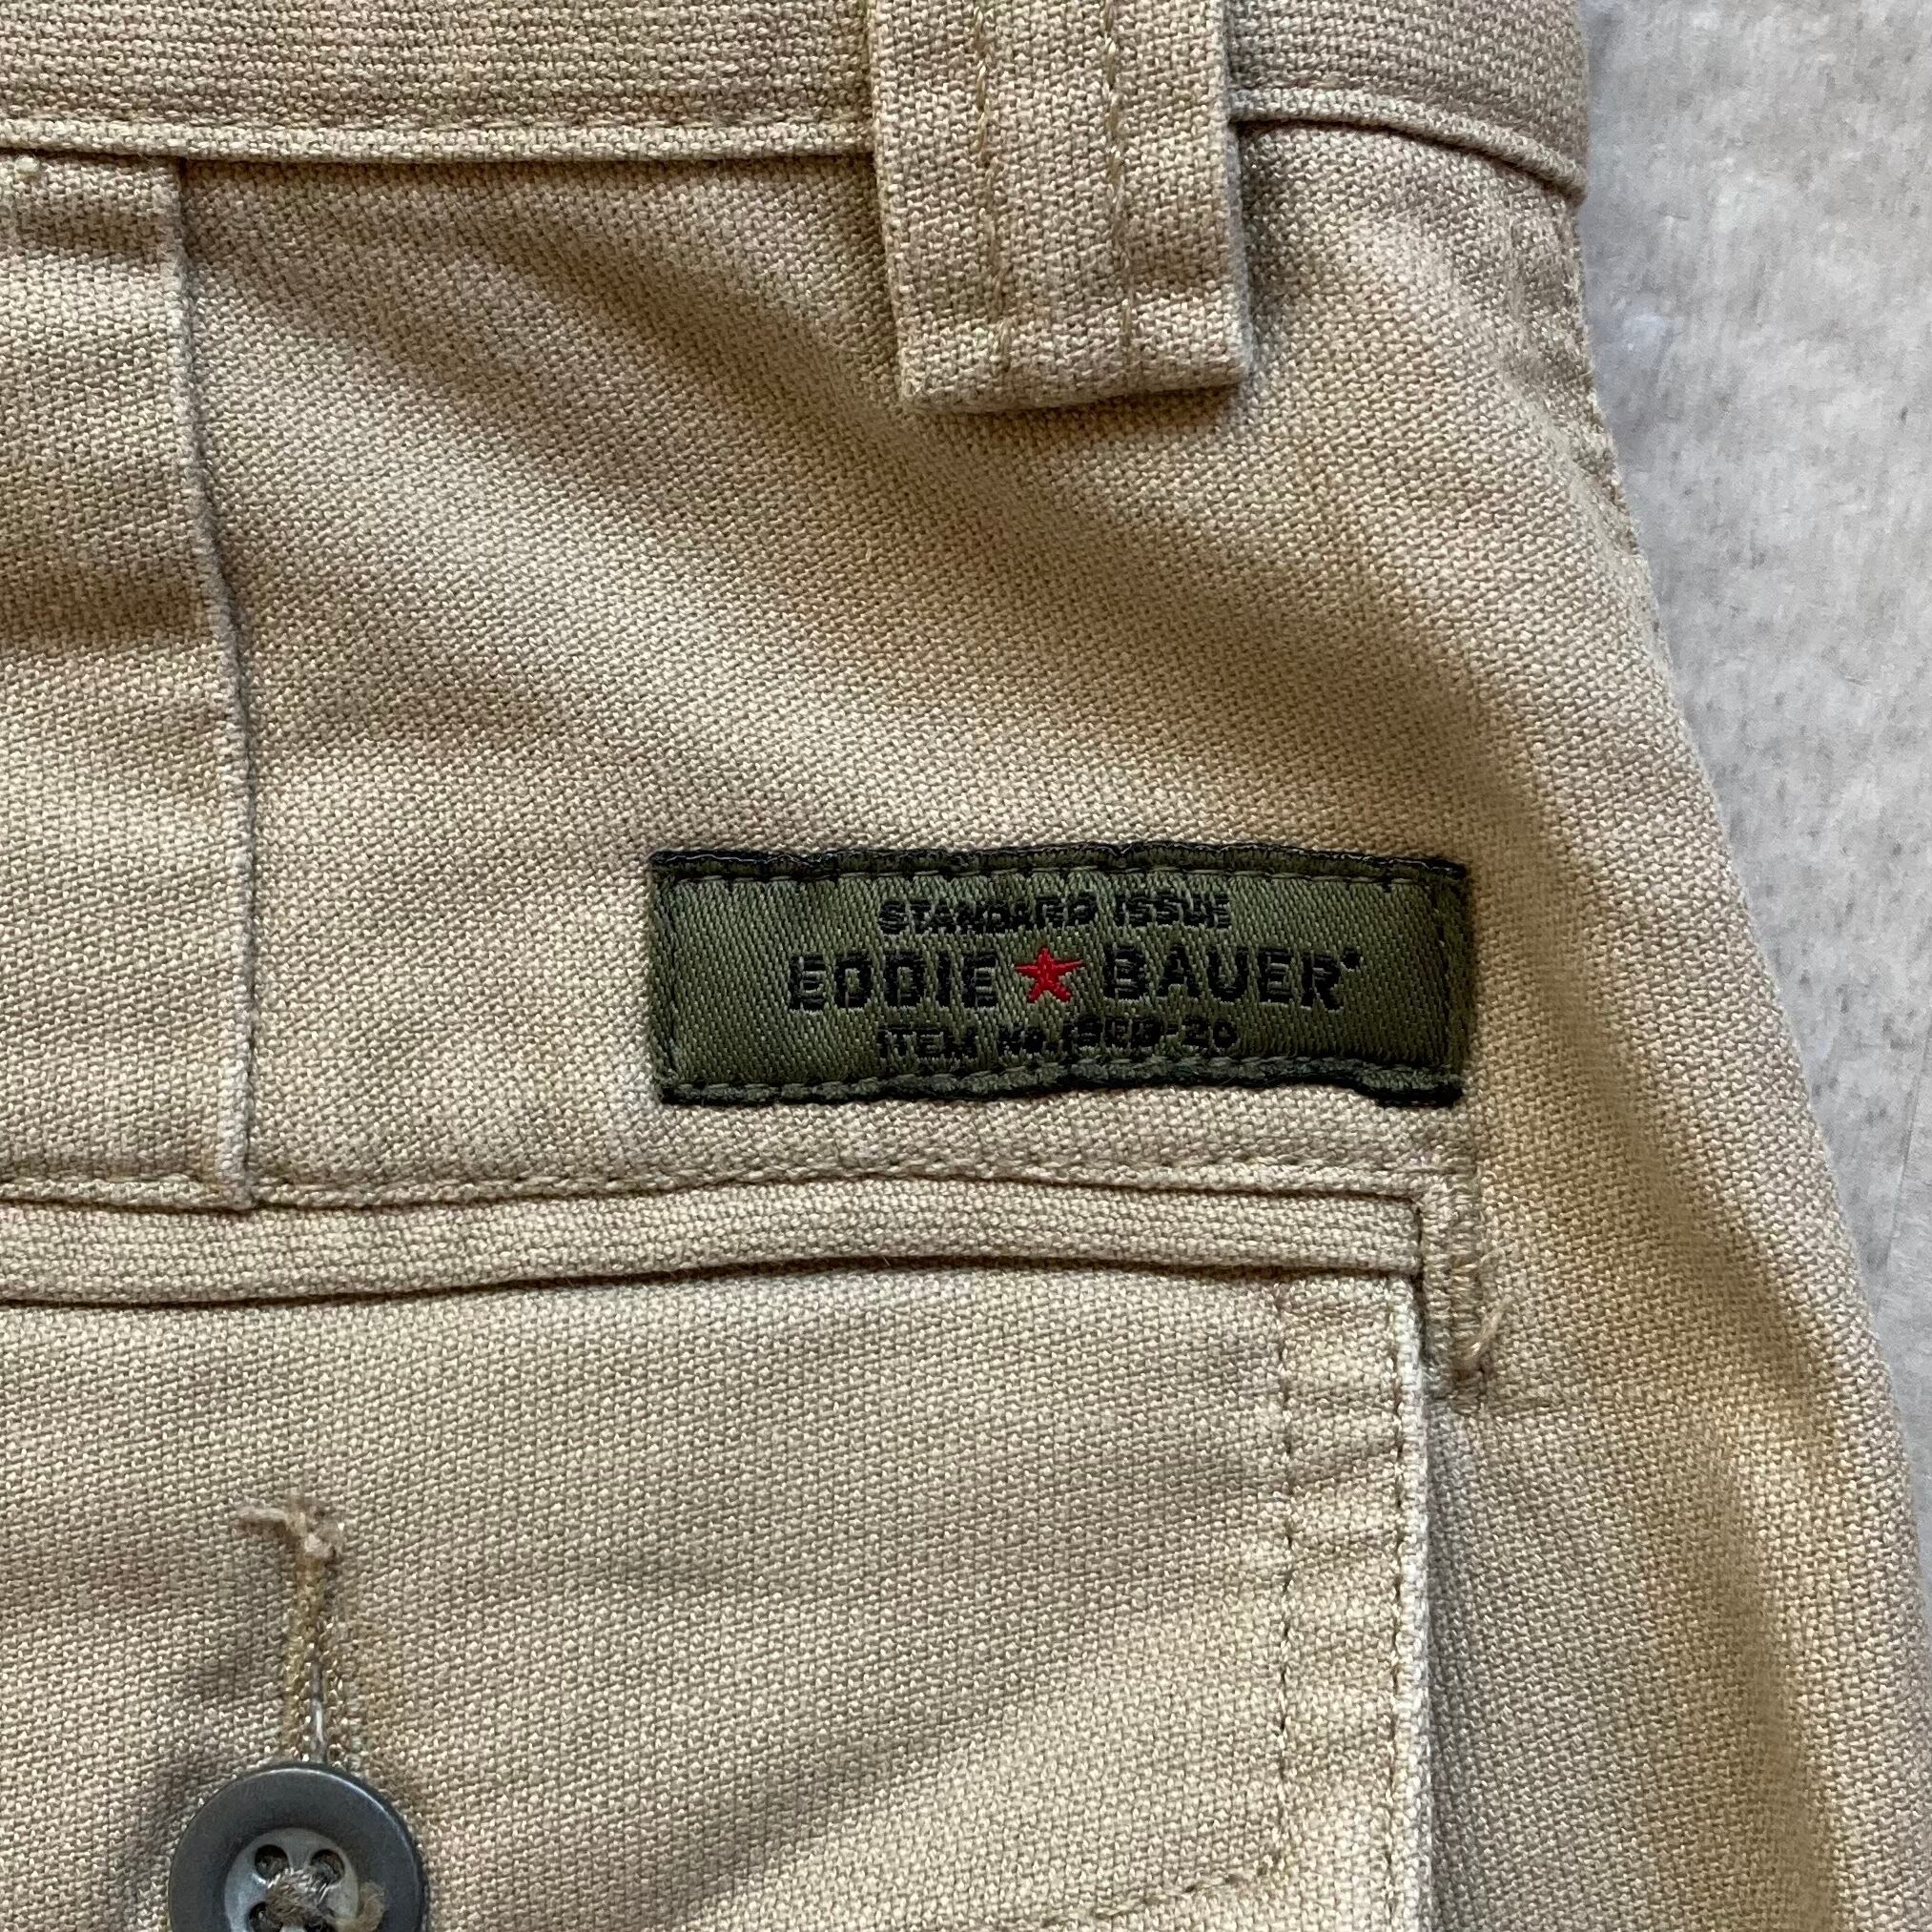 STANDARD ISSUE
EDDIE ★ BAUER
ITEM No.